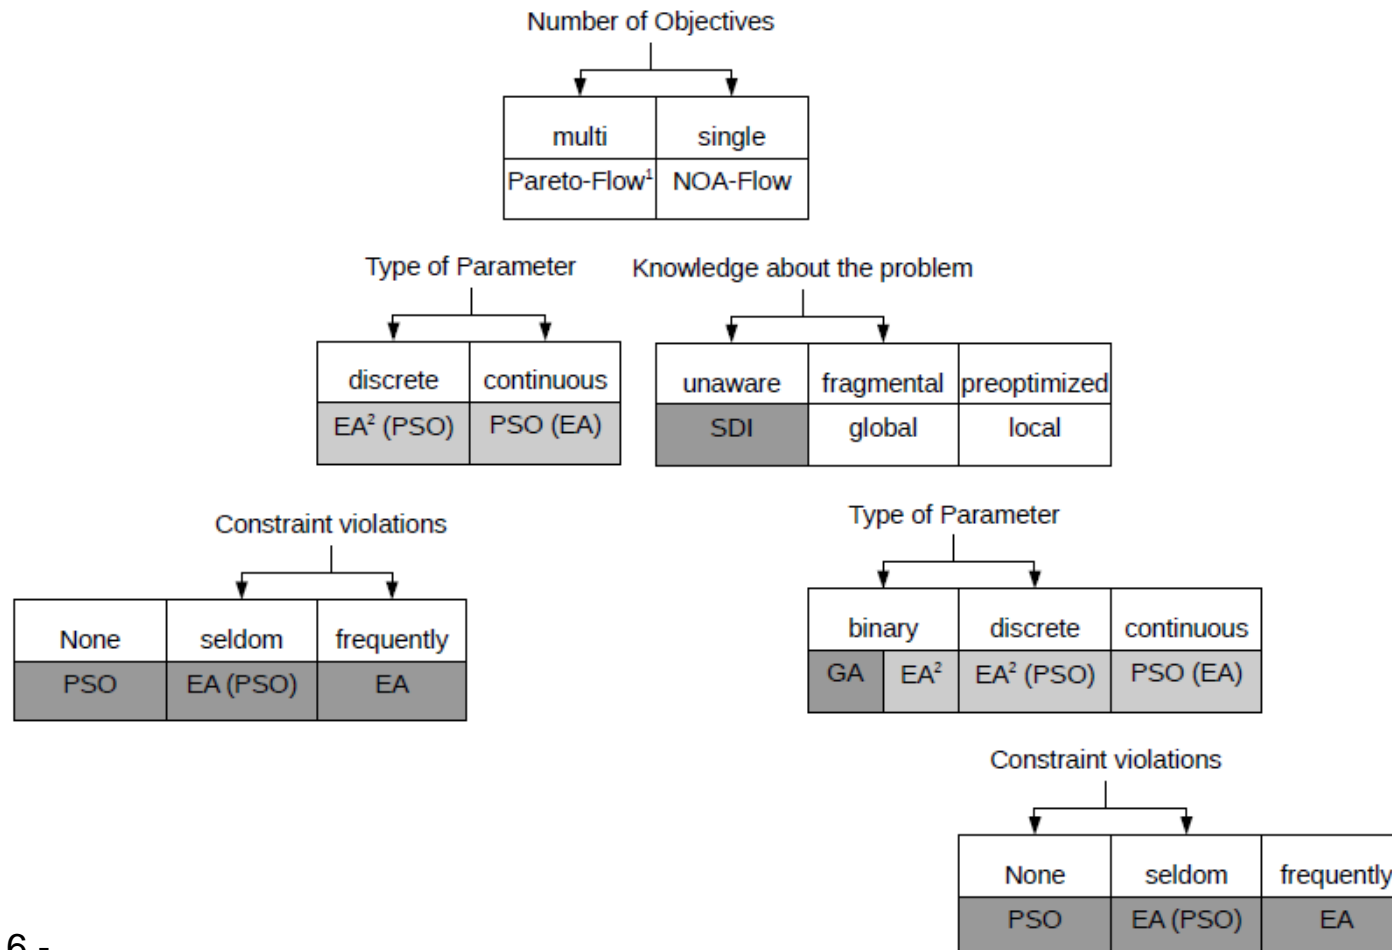 Number of Objectives
multi single
Pareto-Flow¹ NOA-Flow
Type of Parameter Knowledge about the problem
discrete continuous
EA² (PSO) PSO (EA)
unaware fragmental preoptimized
SDI global local
Constraint violations
None seldom frequently
PSO EA (PSO) EA
Type of Parameter
binary discrete continuous
GA EA² EA² (PSO) PSO (EA)
Constraint violations
None seldom frequently
PSO EA (PSO) EA
6 -